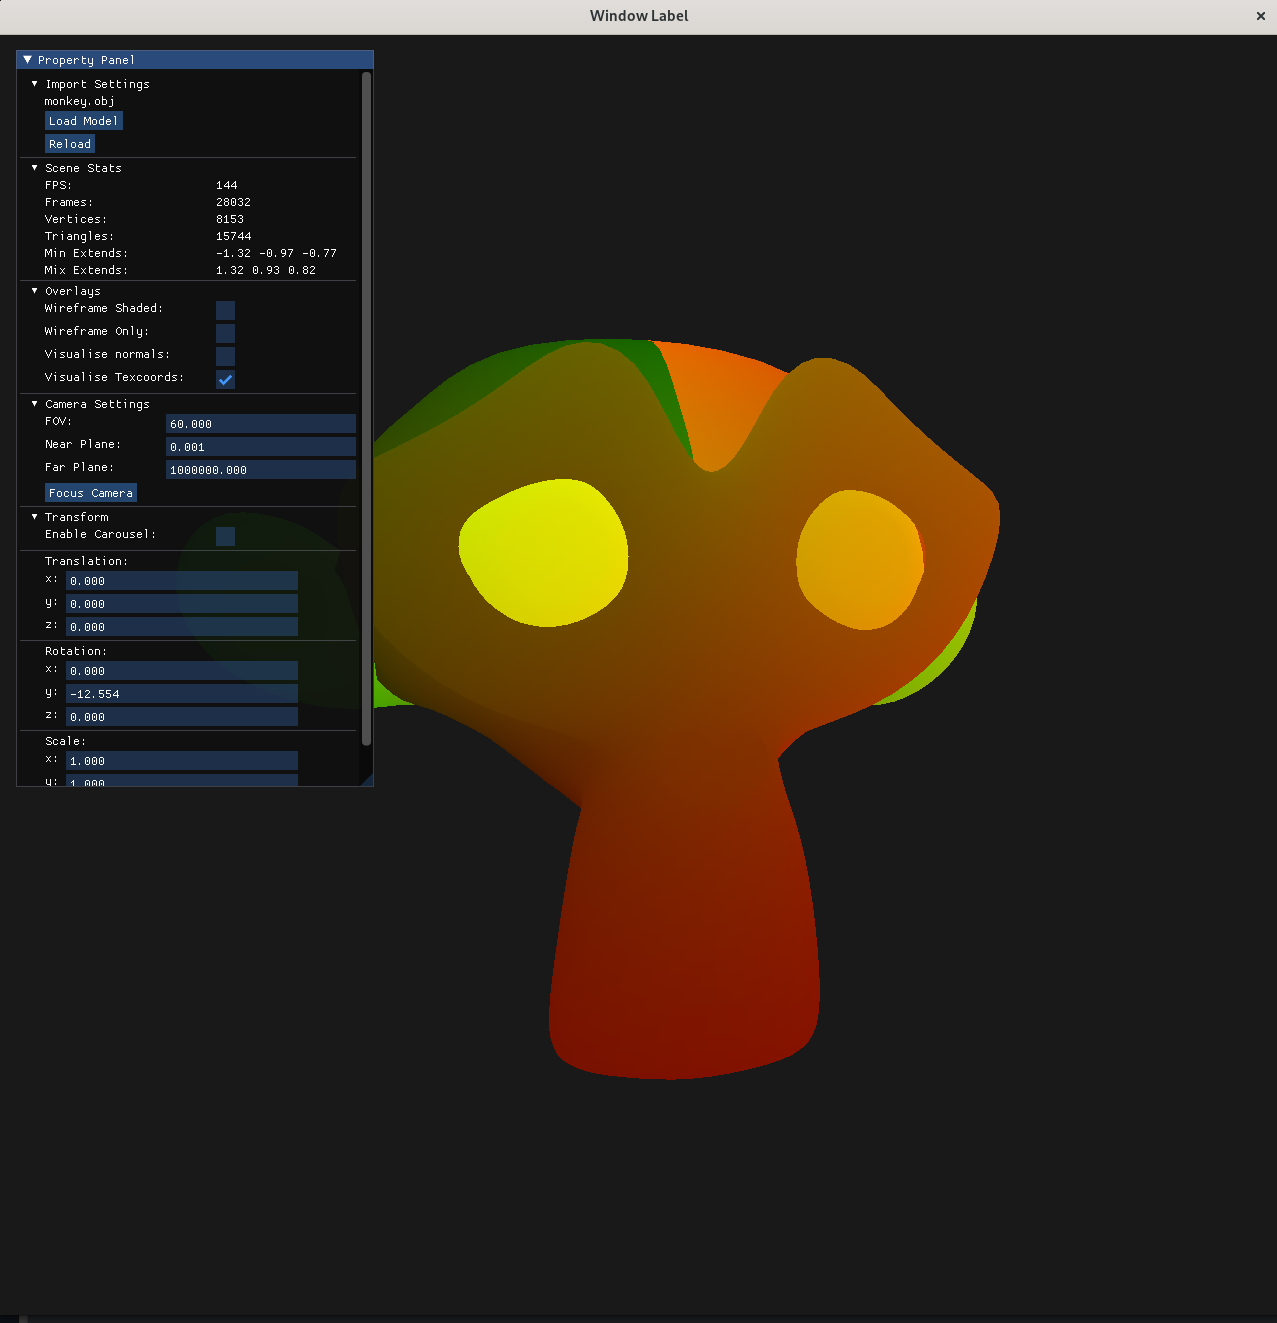 Window Label
Property Panel
Import Settings
monkey.obj
Load Model
Reload
Scene Stats
FPS: 144
Frames: 28032
Vertices: 8153
Triangles: 15744
Min Extends: -1.32 -0.97 -0.77
Mix Extends: 1.32 0.93 0.82
Overlays
Wireframe Shaded:
Wireframe Only:
Visualise normals:
Visualise Texcoords:
Camera Settings
FOV: 60.000
Near Plane: 0.001
Far Plane: 1000000.000
Focus Camera
Transform
Enable Carousel:
Translation:
x: 0.000
y: 0.000
z: 0.000
Rotation:
x: 0.000
y: -12.554
z: 0.000
Scale:
x: 1.000
y: 1.000